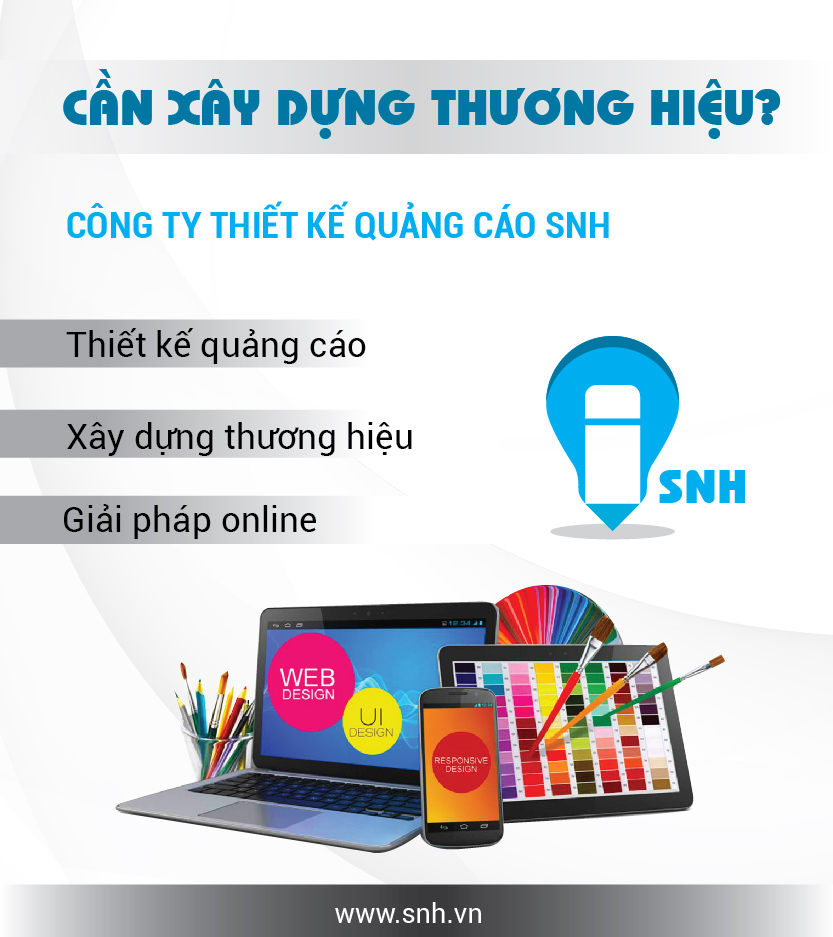 CẦN XÂY DỰNG THƯƠNG HIỆU?
CÔNG TY THIẾT KẾ QUẢNG CÁO SNH
Thiết kế quảng cáo
Xây dựng thương hiệu
Giải pháp online
SNH
WEB
DESIGN
UI
DESIGN
RESPONSIVE
DESIGN
www.snh.vn